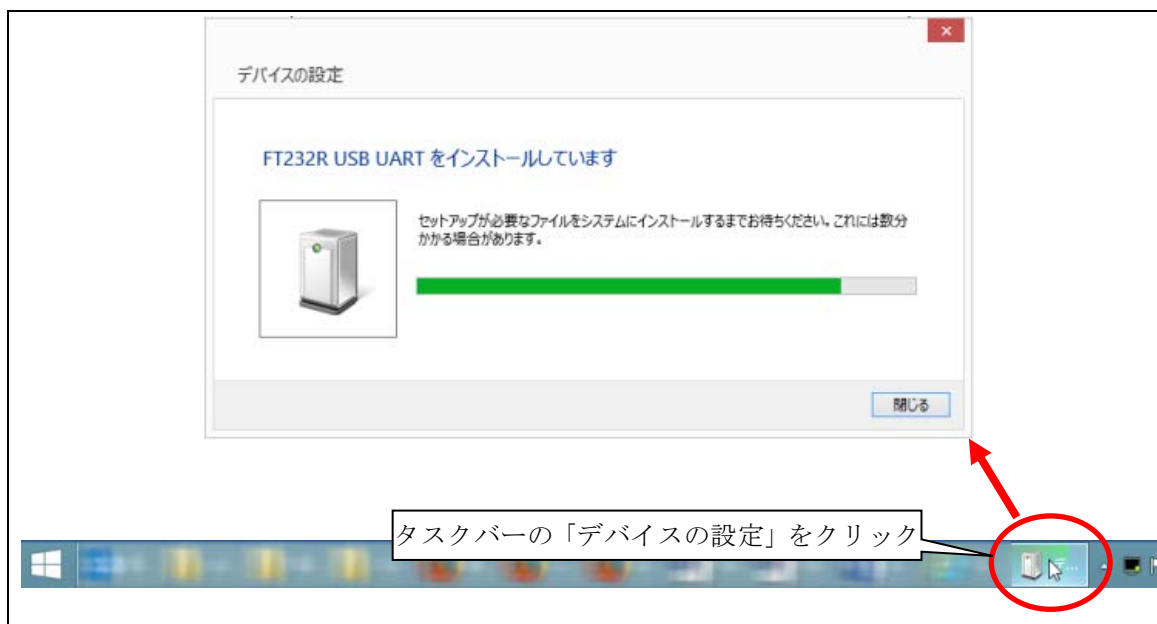 デバイスの設定
FT232R USB UART をインストールしています
セットアップが必要なファイルをシステムにインストールするまでお待ちください。これには数分
かかる場合があります。
閉じる
タスクバーの「デバイスの設定」をクリック